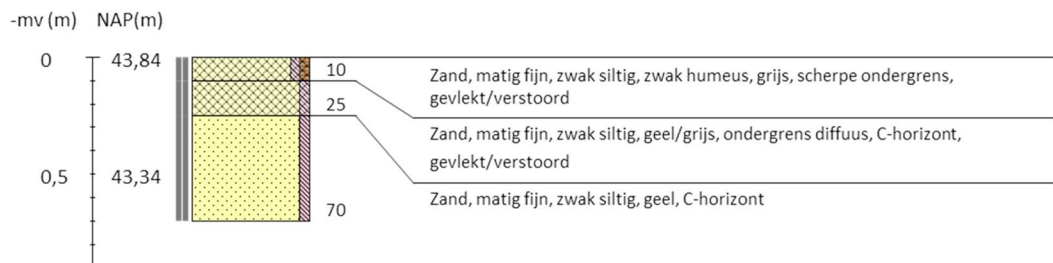 -mv (m) NAP(m)
0 43,84
10
Zand, matig fijn, zwak siltig, zwak humeus, grijs, scherpe ondergrens,
gevlekt/verstoord
25
Zand, matig fijn, zwak siltig, geel/grijs, ondergrens diffuus, C-horizont,
gevlekt/verstoord
0,5 43,34
Zand, matig fijn, zwak siltig, geel, C-horizont
70